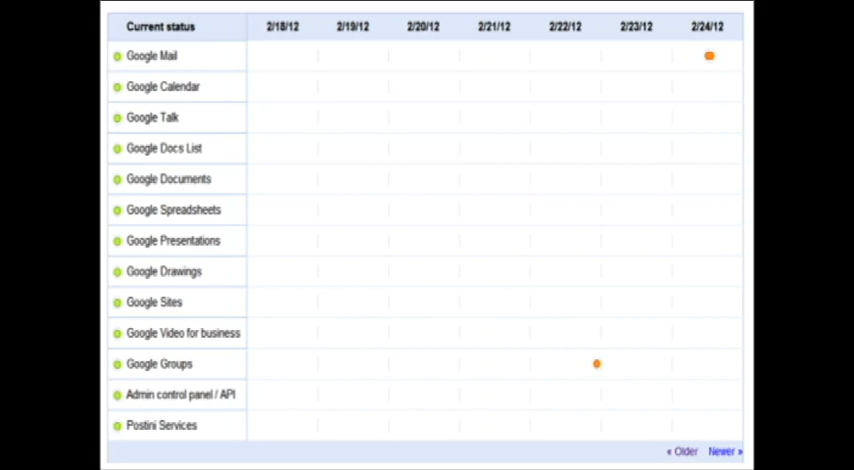 Current status 2/18/12 2/19/12 2/20/12 2/21/12 2/22/12 2/23/12 2/24/12
Google Mail
Google Calendar
Google Talk
Google Docs List
Google Documents
Google Spreadsheets
Google Presentations
Google Drawings
Google Sites
Google Video for business
Google Groups
Admin control panel / API
Postini Services
« Older Newer »